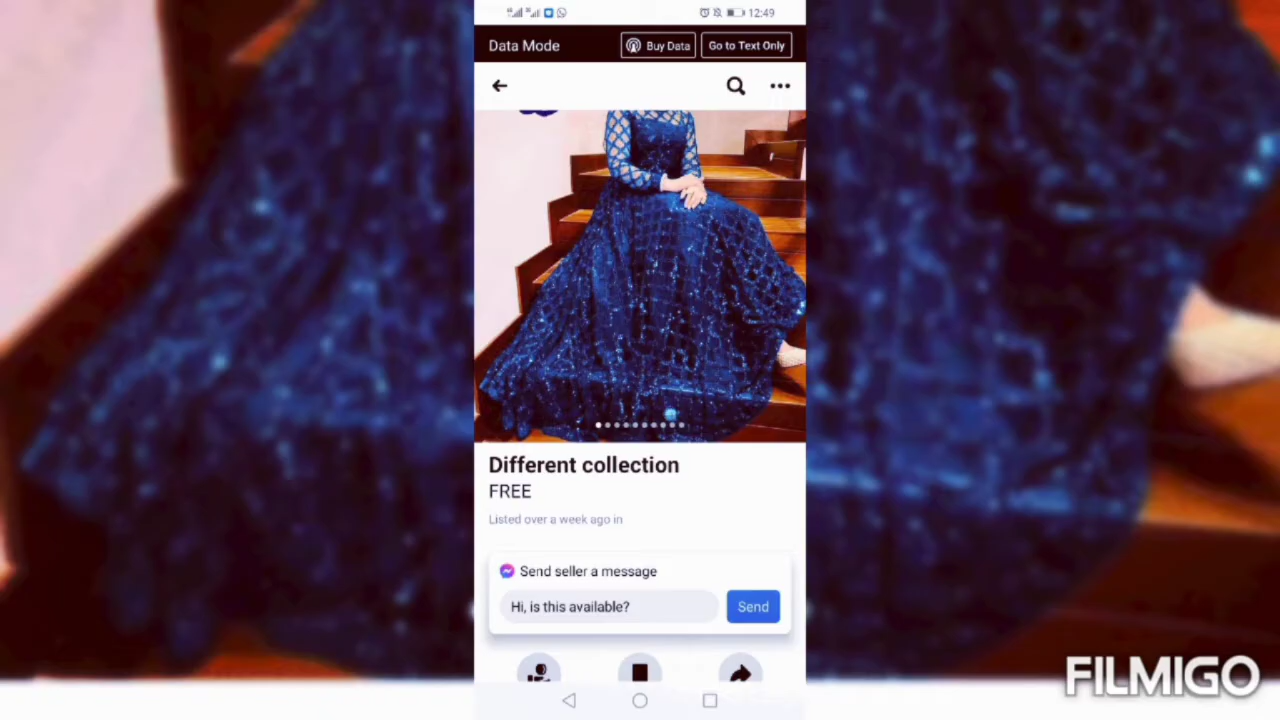 12:49
Data Mode
Buy Data
Go to Text Only
Different collection
FREE
Listed over a week ago in
Send seller a message
Hi, is this available?
Send
FILMIGO